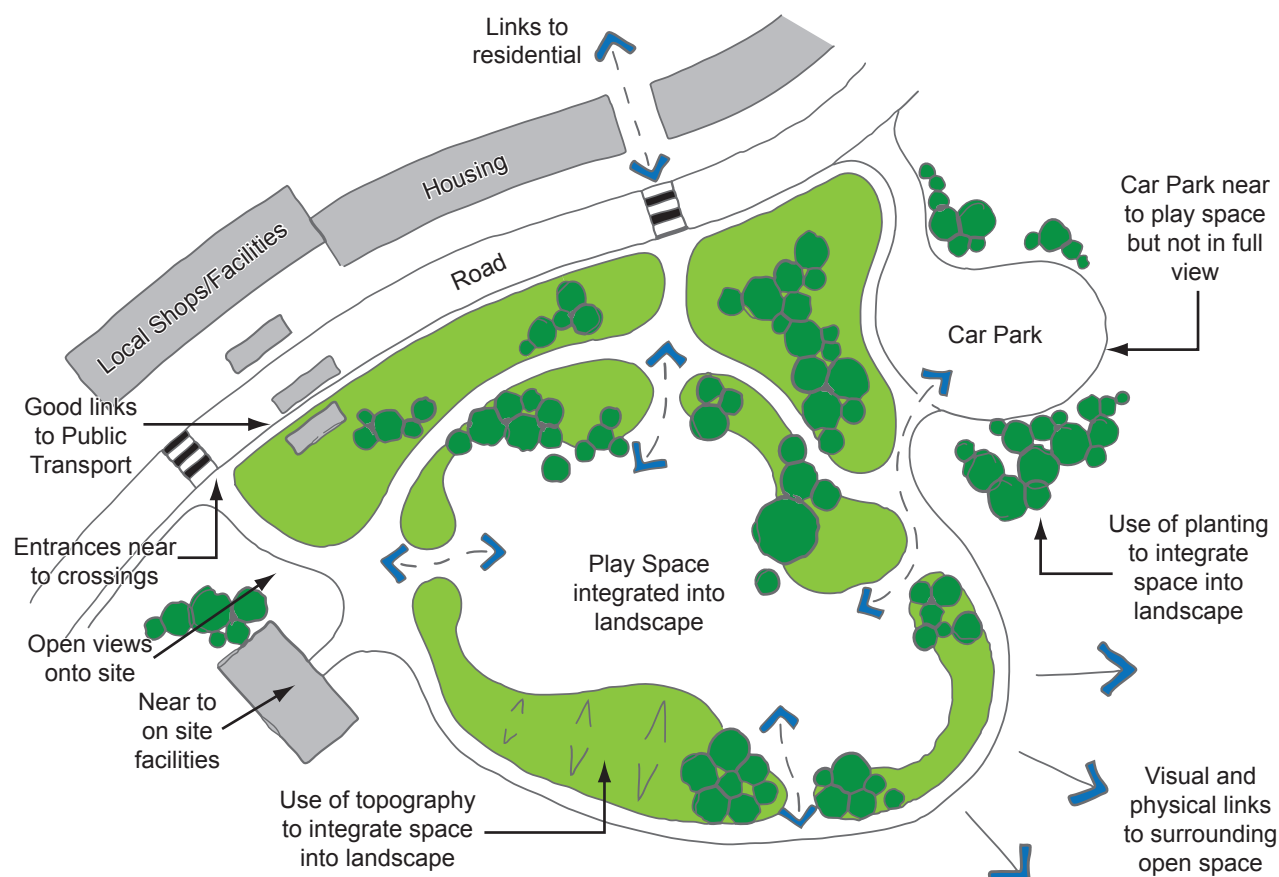 Links to
residential
Housing
Local Shops/Facilities
Road
Car Park near
to play space
but not in full
view
Car Park
Good links
to Public
Transport
Entrances near
to crossings
Play Space
integrated into
landscape
Use of planting
to integrate
space into
landscape
Open views
onto site
Near to
on site
facilities
Use of topography
to integrate space
into landscape
Visual and
physical links
to surrounding
open space